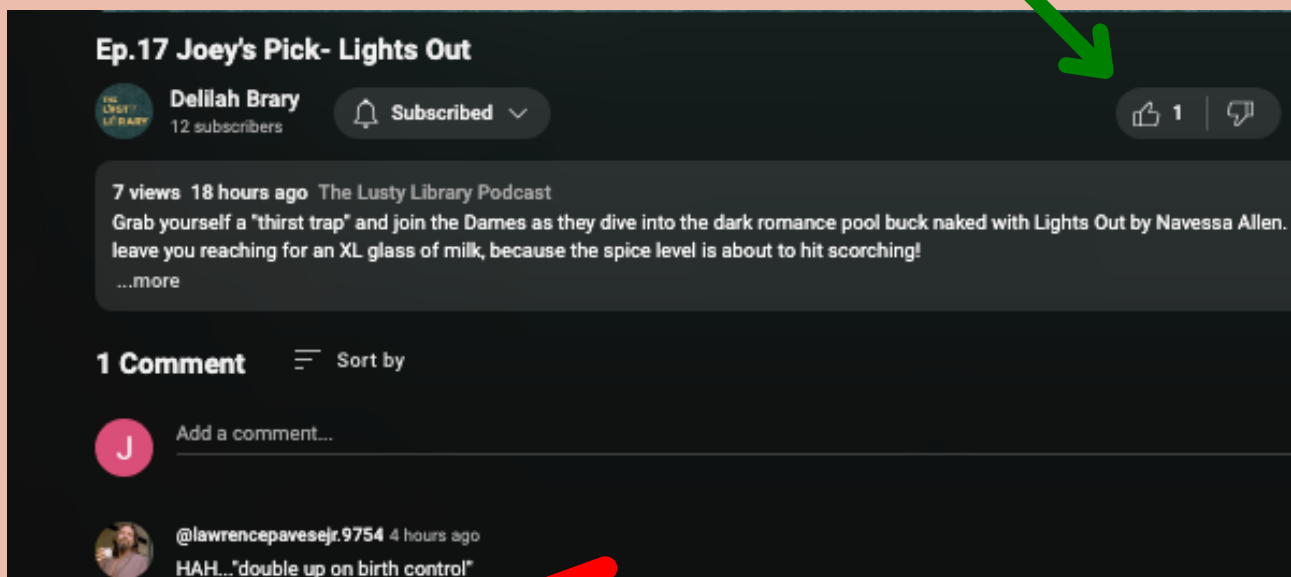 Ep.17 Joey's Pick- Lights Out
THE
LUSTY
LIBRARY
Delilah Brary
12 subscribers
Subscribed
1
7 views 18 hours ago The Lusty Library Podcast
Grab yourself a "thirst trap" and join the Dames as they dive into the dark romance pool buck naked with Lights Out by Navessa Allen.
leave you reaching for an XL glass of milk, because the spice level is about to hit scorching!
...more
1 Comment
Sort by
J
Add a comment...
@lawrencepavesejr.9754 4 hours ago
HAH..."double up on birth control"